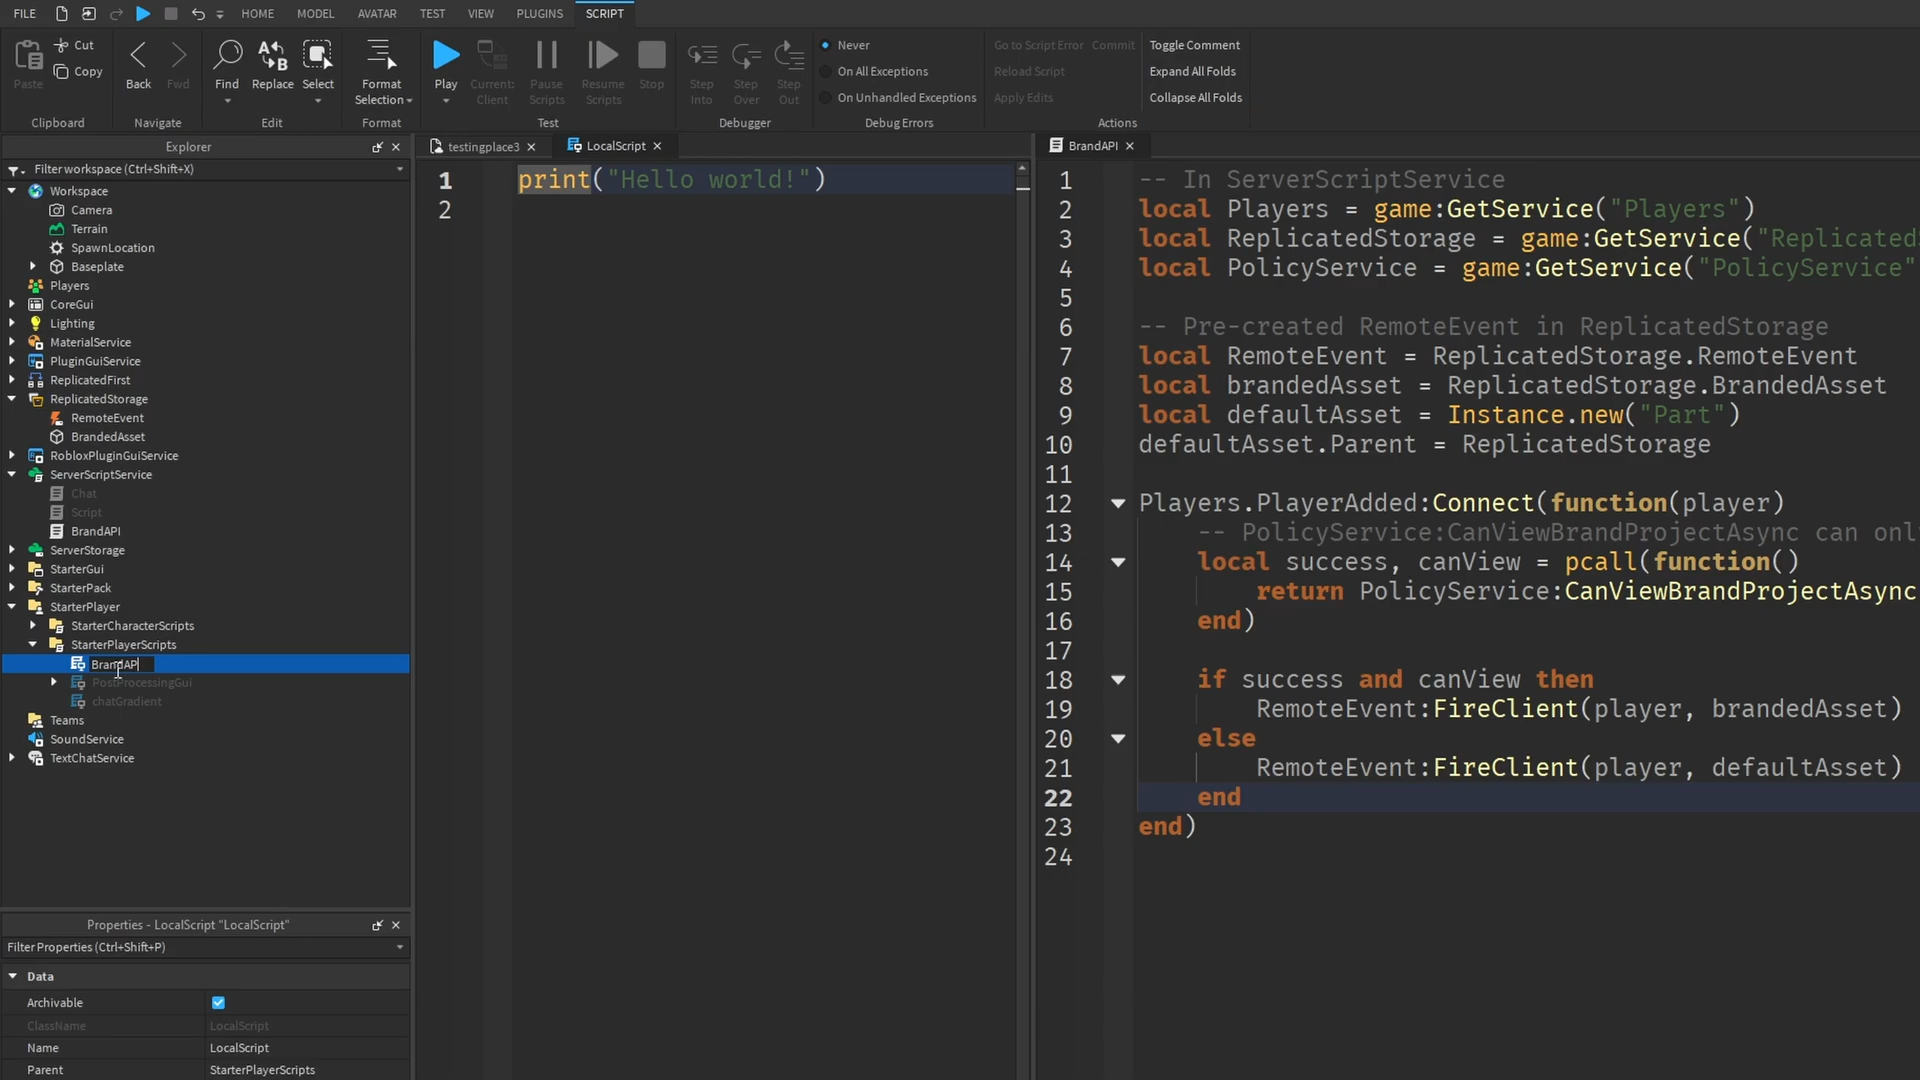 FILE
HOME
MODEL
AVATAR
TEST
VIEW
PLUGINS
SCRIPT
Paste
Cut
Copy
Clipboard
Back
Fwd
Navigate
Find
Replace
Select
Edit
Format
Selection
Format
Play
Current:
Client
Pause
Scripts
Resume
Scripts
Stop
Test
Step
Into
Step
Over
Step
Out
Debugger
Never
On All Exceptions
On Unhandled Exceptions
Debug Errors
Go to Script Error
Commit
Reload Script
Apply Edits
Toggle Comment
Expand All Folds
Collapse All Folds
Actions
Explorer
Filter workspace (Ctrl+Shift+X)
Workspace
Camera
Terrain
SpawnLocation
Baseplate
Players
CoreGui
Lighting
MaterialService
PluginGuiService
ReplicatedFirst
ReplicatedStorage
RemoteEvent
BrandedAsset
RobloxPluginGuiService
ServerScriptService
Chat
Script
BrandAPI
ServerStorage
StarterGui
StarterPack
StarterPlayer
StarterCharacterScripts
StarterPlayerScripts
BrandAP
PostProcessingGui
chatGradient
Teams
SoundService
TextChatService
Properties - LocalScript "LocalScript"
Filter Properties (Ctrl+Shift+P)
Data
Archivable
ClassName LocalScript
Name LocalScript
Parent StarterPlayerScripts
testingplace3
LocalScript
1 print("Hello world!")
2
BrandAPI
1 -- In ServerScriptService
2 local Players = game:GetService("Players")
3 local ReplicatedStorage = game:GetService("Replicated
4 local PolicyService = game:GetService("PolicyService"
5
6 -- Pre-created RemoteEvent in ReplicatedStorage
7 local RemoteEvent = ReplicatedStorage.RemoteEvent
8 local brandedAsset = ReplicatedStorage.BrandedAsset
9 local defaultAsset = Instance.new("Part")
10 defaultAsset.Parent = ReplicatedStorage
11
12 Players.PlayerAdded:Connect(function(player)
13 -- PolicyService:CanViewBrandProjectAsync can onl
14 local success, canView = pcall(function()
15 return PolicyService:CanViewBrandProjectAsync
16 end)
17
18 if success and canView then
19 RemoteEvent:FireClient(player, brandedAsset)
20 else
21 RemoteEvent:FireClient(player, defaultAsset)
22 end
23 end)
24